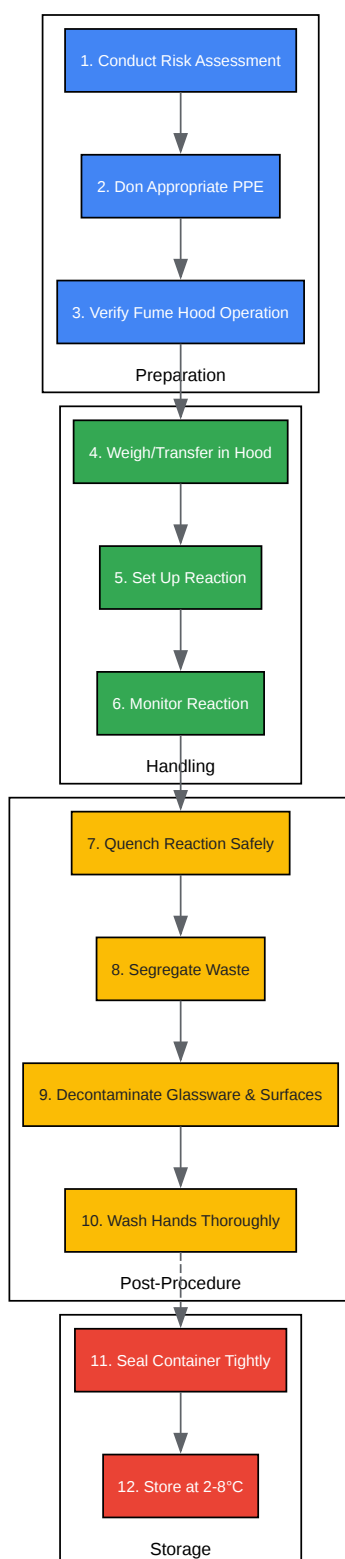 1. Conduct Risk Assessment
2. Don Appropriate PPE
3. Verify Fume Hood Operation
Preparation
4. Weigh/Transfer in Hood
5. Set Up Reaction
6. Monitor Reaction
Handling
7. Quench Reaction Safely
8. Segregate Waste
9. Decontaminate Glassware & Surfaces
10. Wash Hands Thoroughly
Post-Procedure
11. Seal Container Tightly
12. Store at 2-8°C
Storage